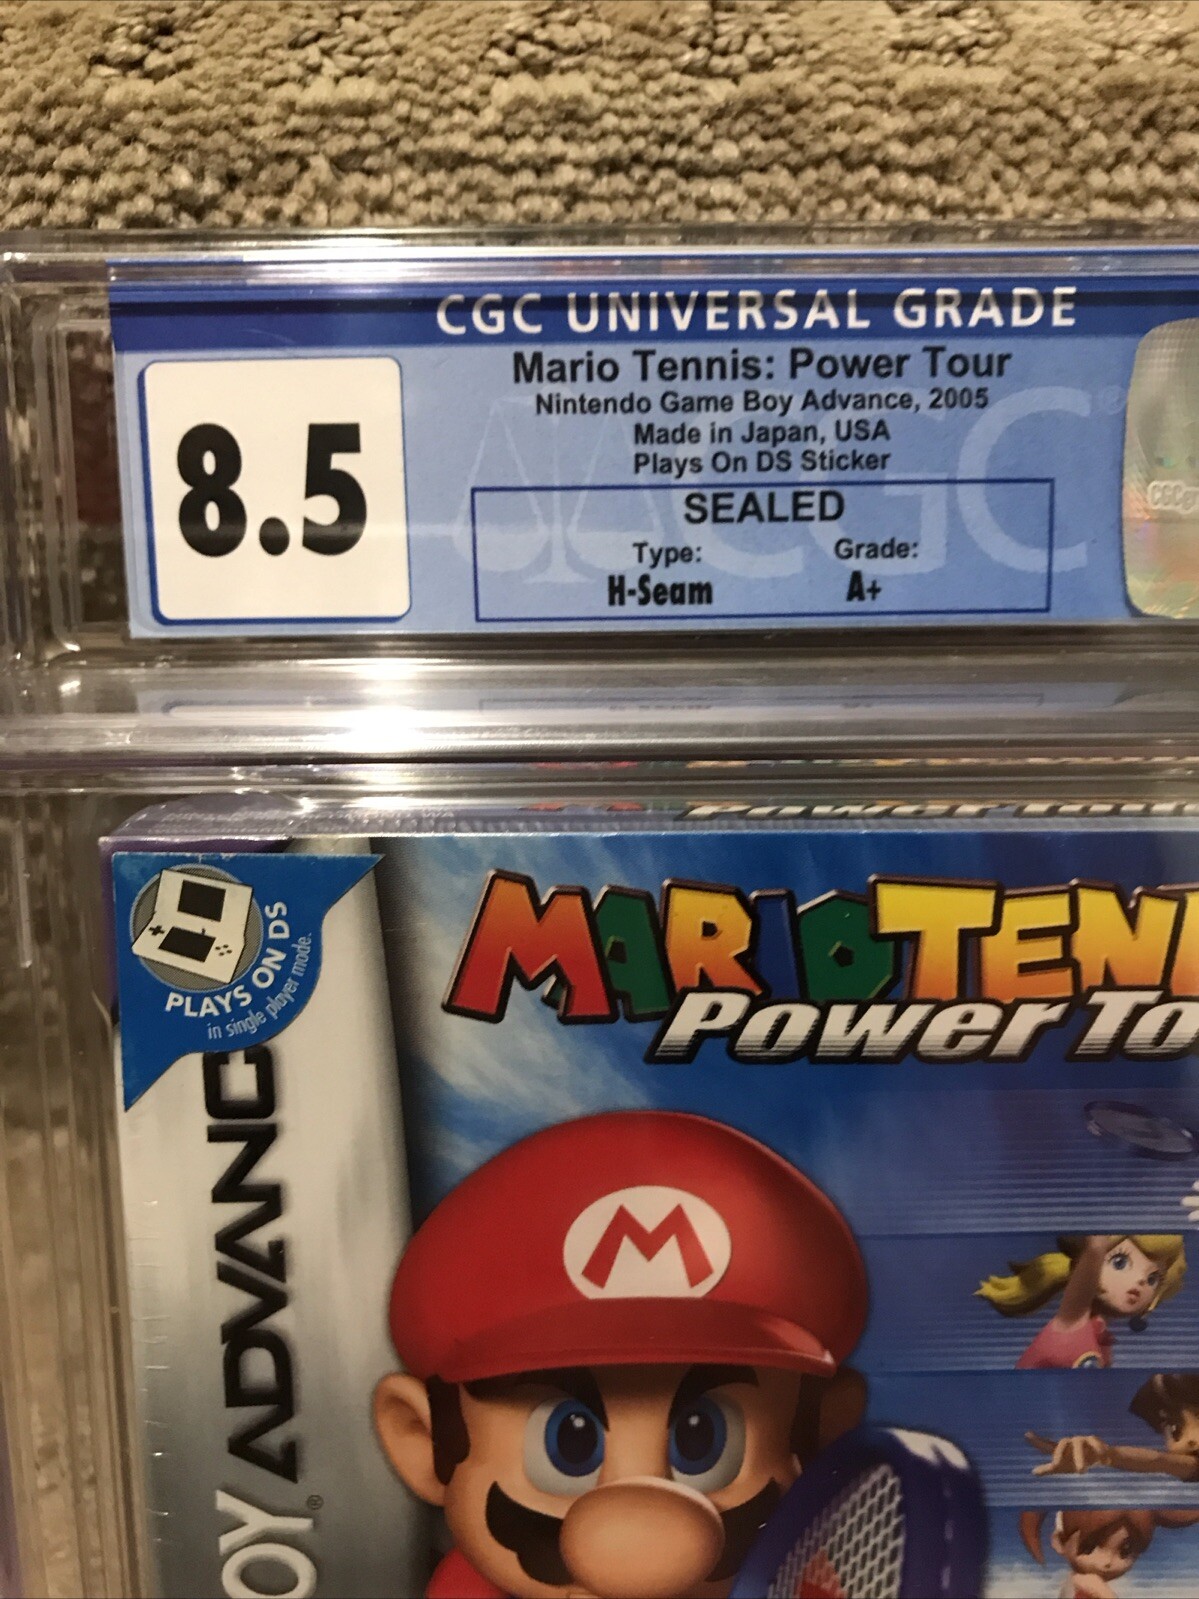 CGC UNIVERSAL GRADE
8.5
Mario Tennis: Power Tour
Nintendo Game Boy Advance, 2005
Made in Japan, USA
Plays On DS Sticker
SEALED
Type: Grade:
H-Seam A+
CGC
PLAYS ON DS
in single player mode.
MARIO TENN
Power To
OY ADVANC
M